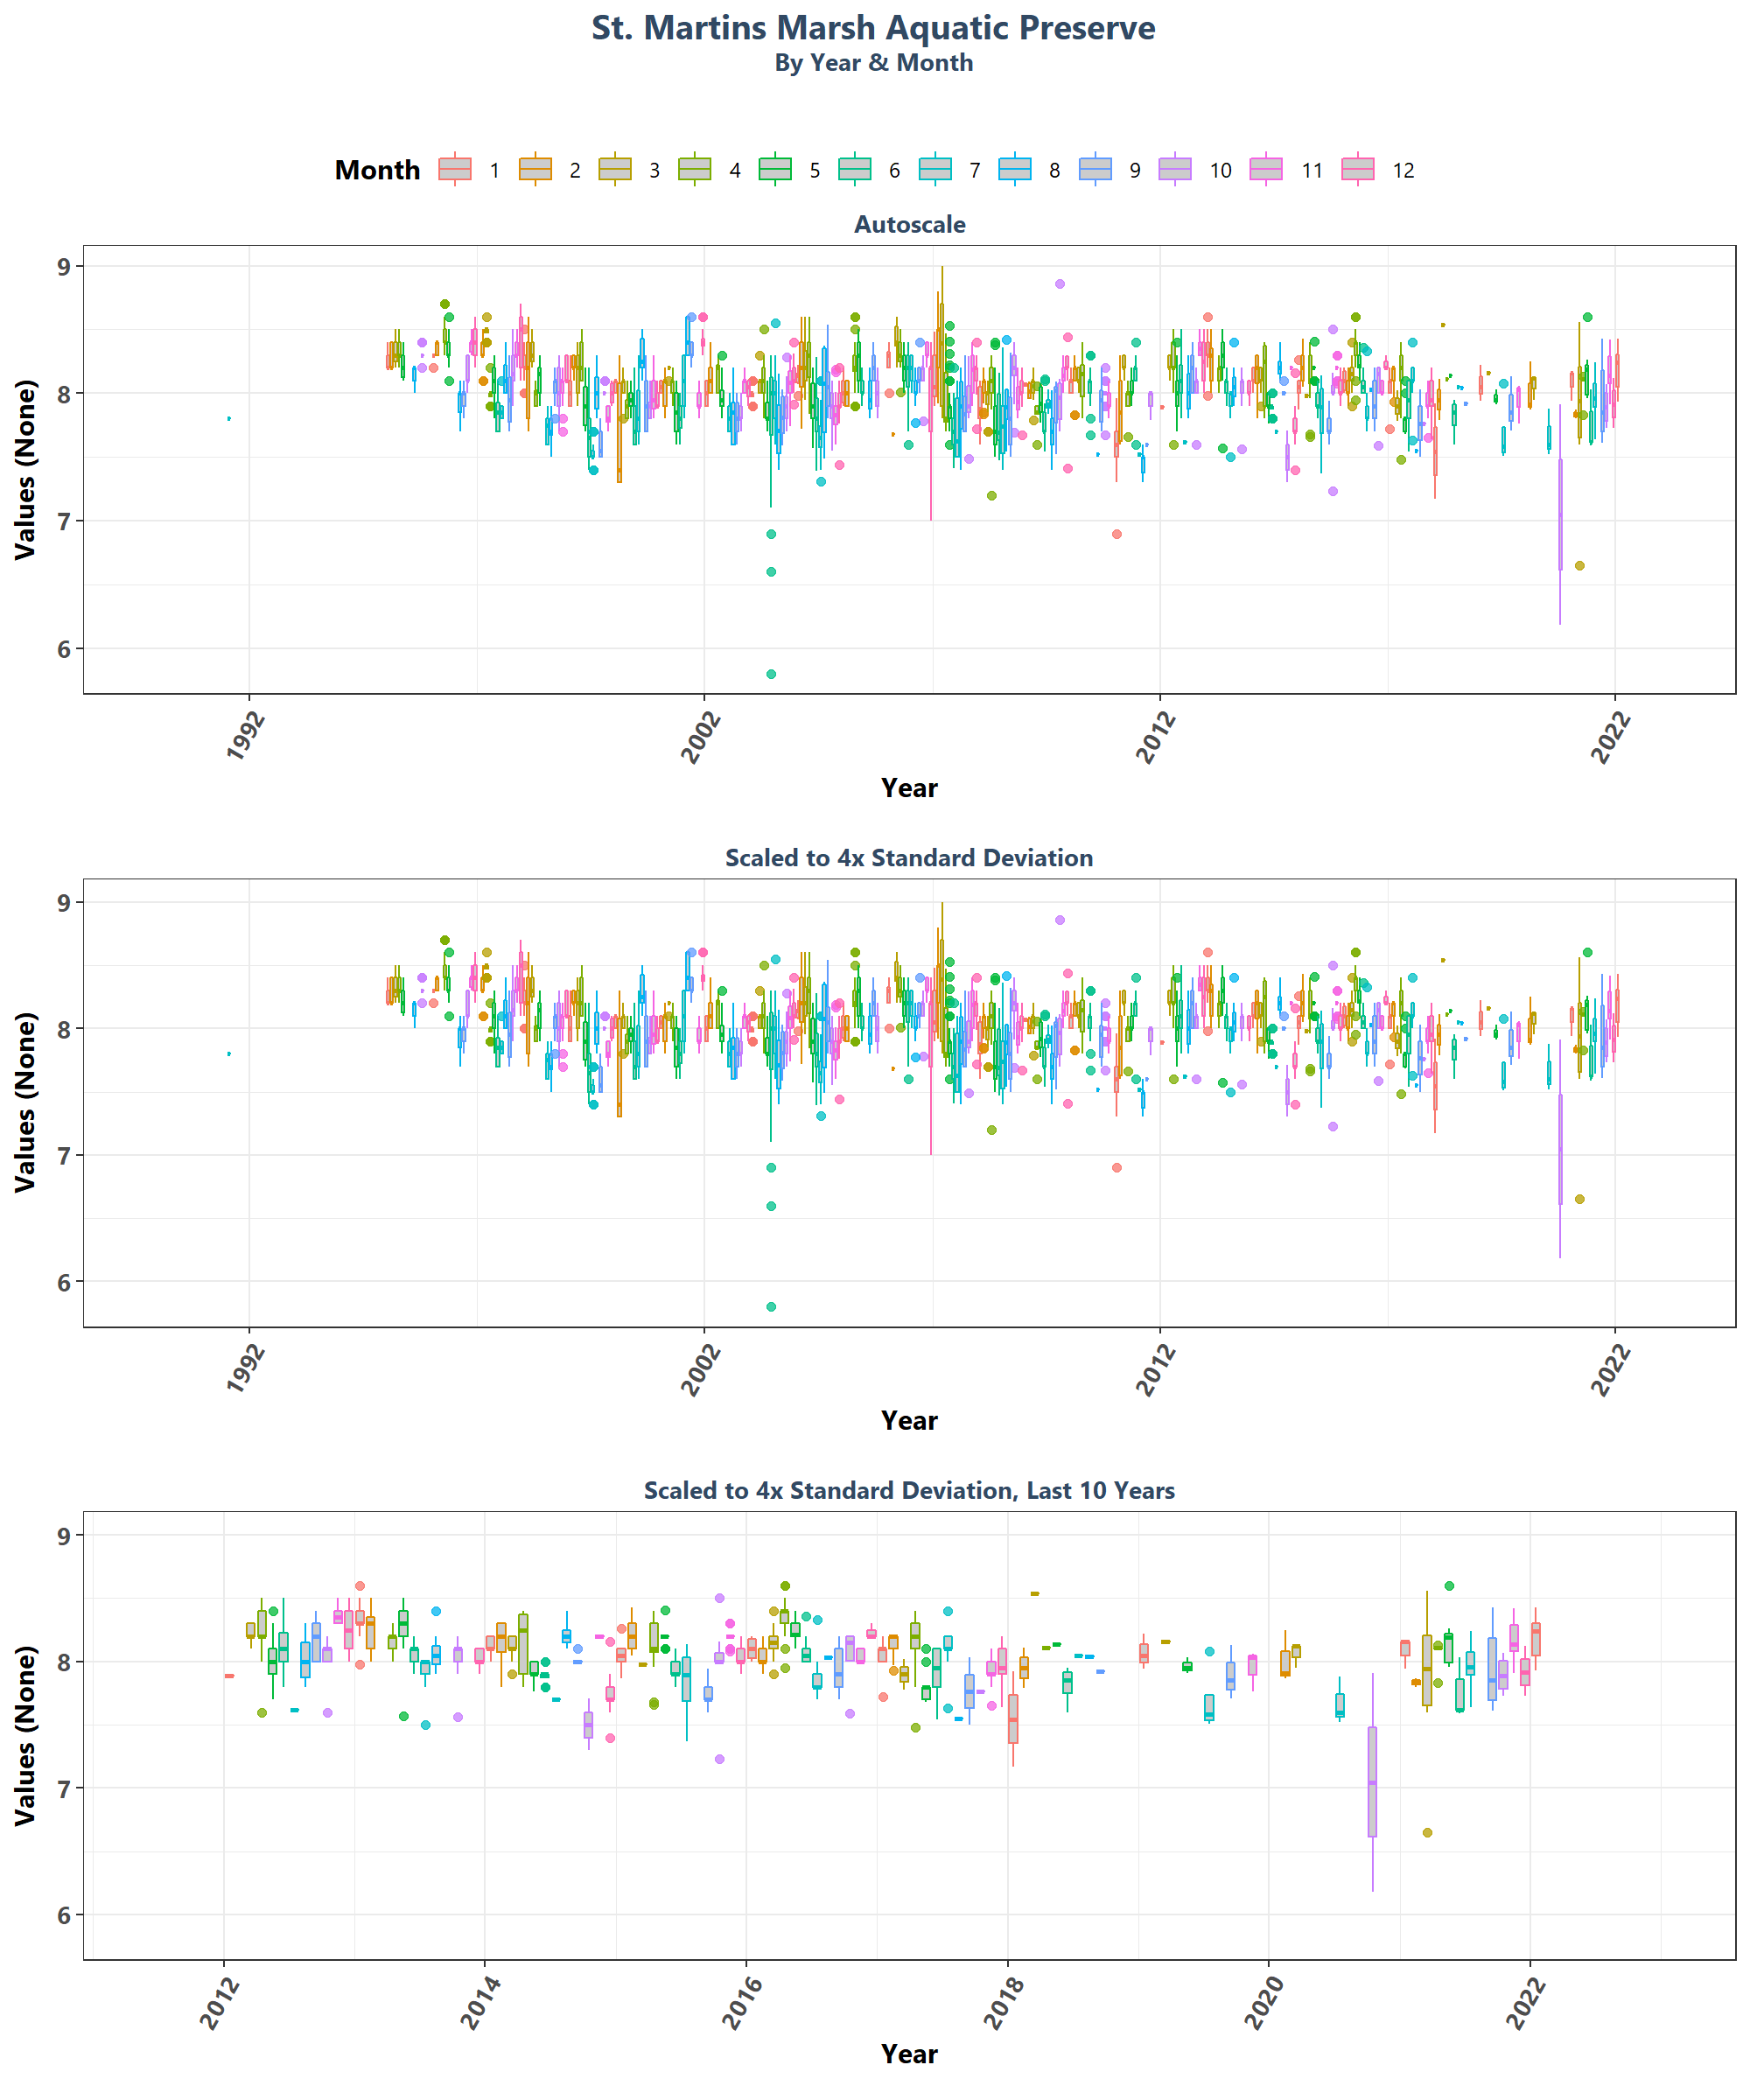 St. Martins Marsh Aquatic Preserve
By Year & Month
Month 1 2 3 4 5 6 7 8 9 10 11 12
Autoscale
Values (None)
9
8
7
6
1992 2002 2012 2022
Year
Scaled to 4x Standard Deviation
Values (None)
9
8
7
6
1992 2002 2012 2022
Year
Scaled to 4x Standard Deviation, Last 10 Years
Values (None)
9
8
7
6
2012 2014 2016 2018 2020 2022
Year